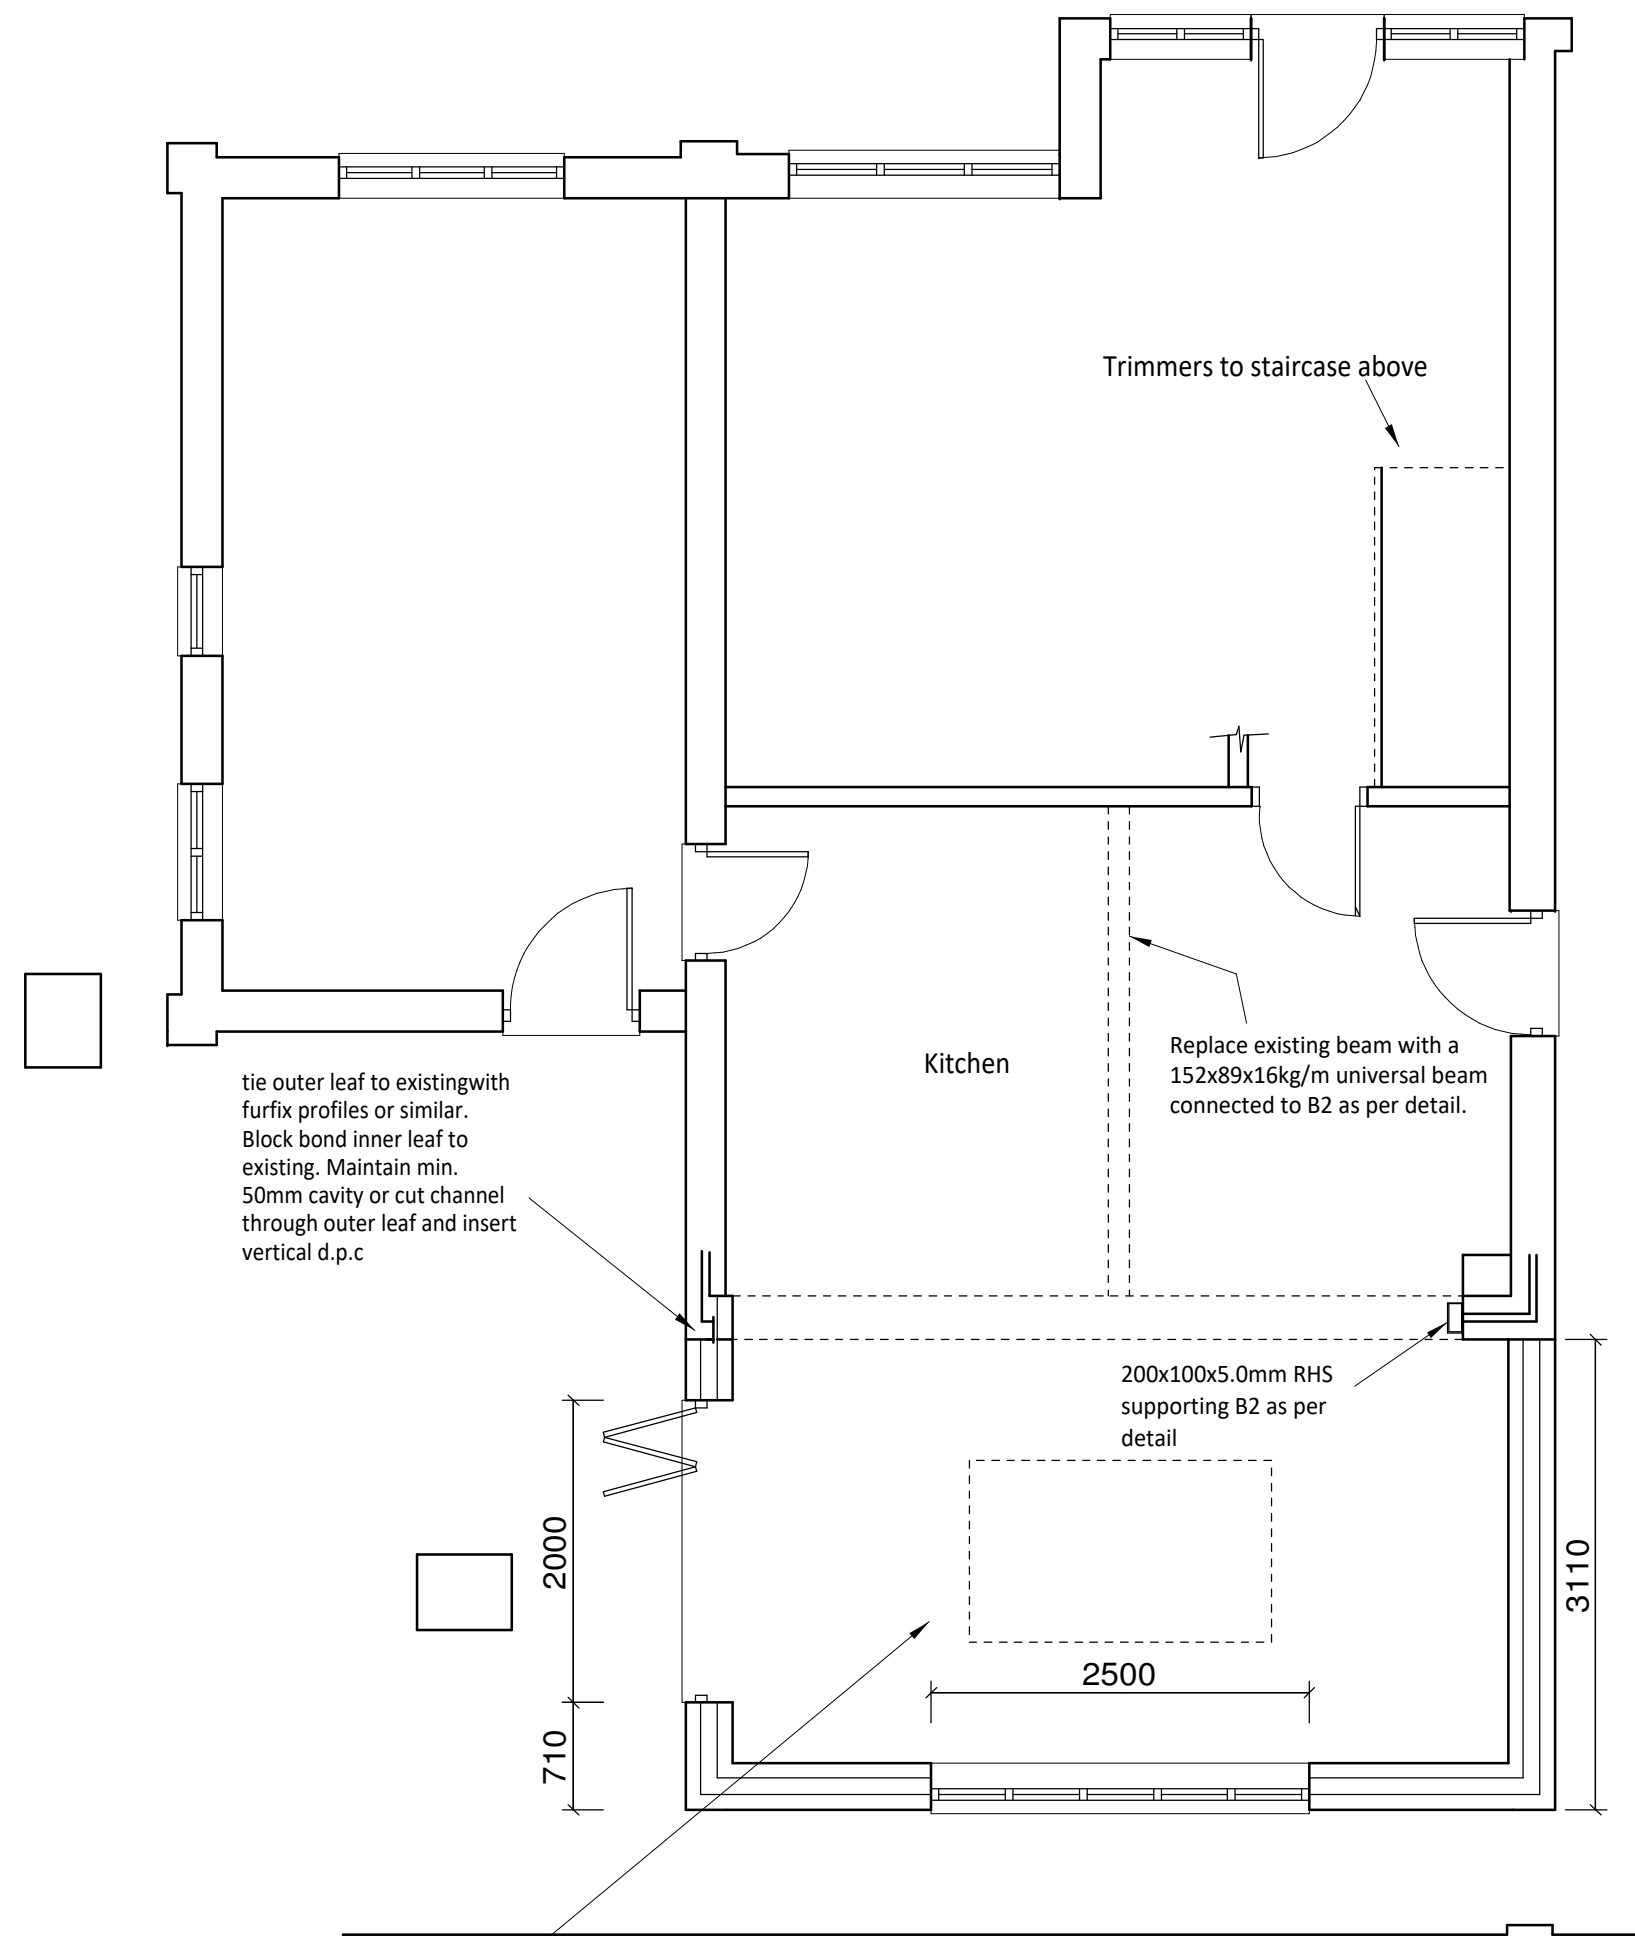 Trimmers to staircase above
Kitchen
Replace existing beam with a
152x89x16kg/m universal beam
connected to B2 as per detail.
tie outer leaf to existingwith
furfix profiles or similar.
Block bond inner leaf to
existing. Maintain min.
50mm cavity or cut channel
through outer leaf and insert
vertical d.p.c
200x100x5.0mm RHS
supporting B2 as per
detail
2000
3110
2500
710